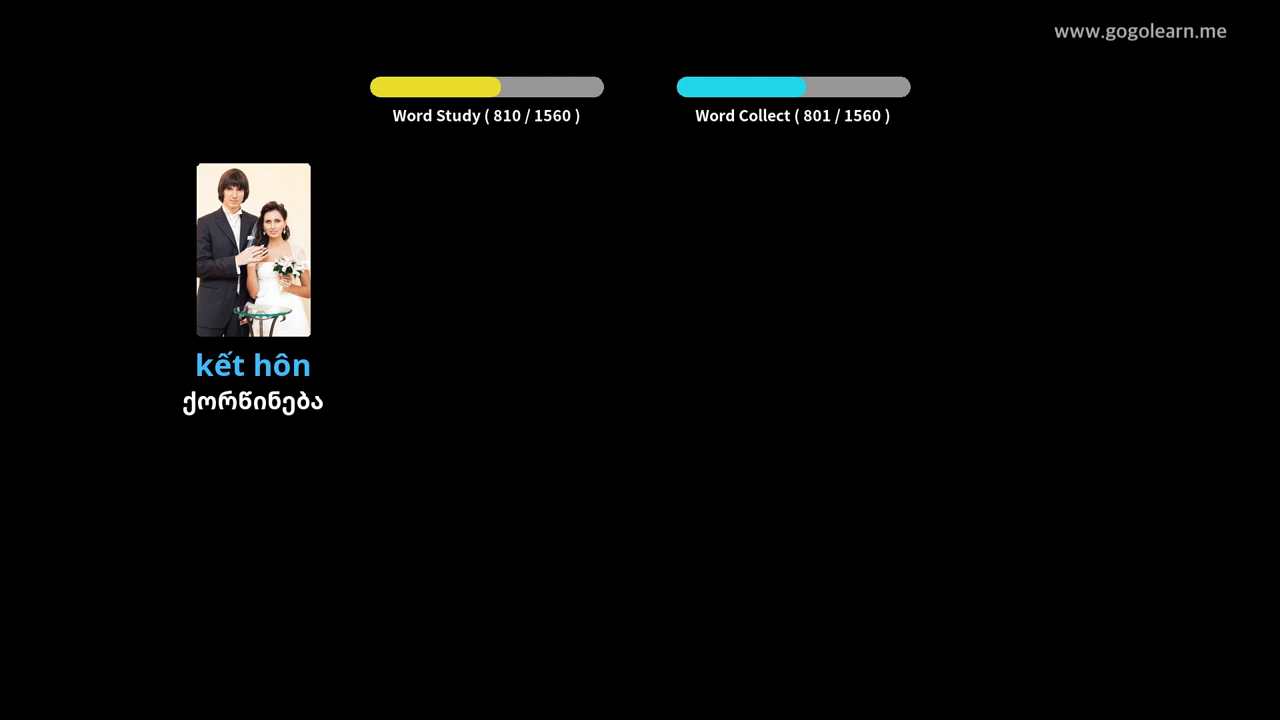 www.gogolearn.me
Word Study ( 810 / 1560 )
Word Collect ( 801 / 1560 )
kết hôn
ქორწინება